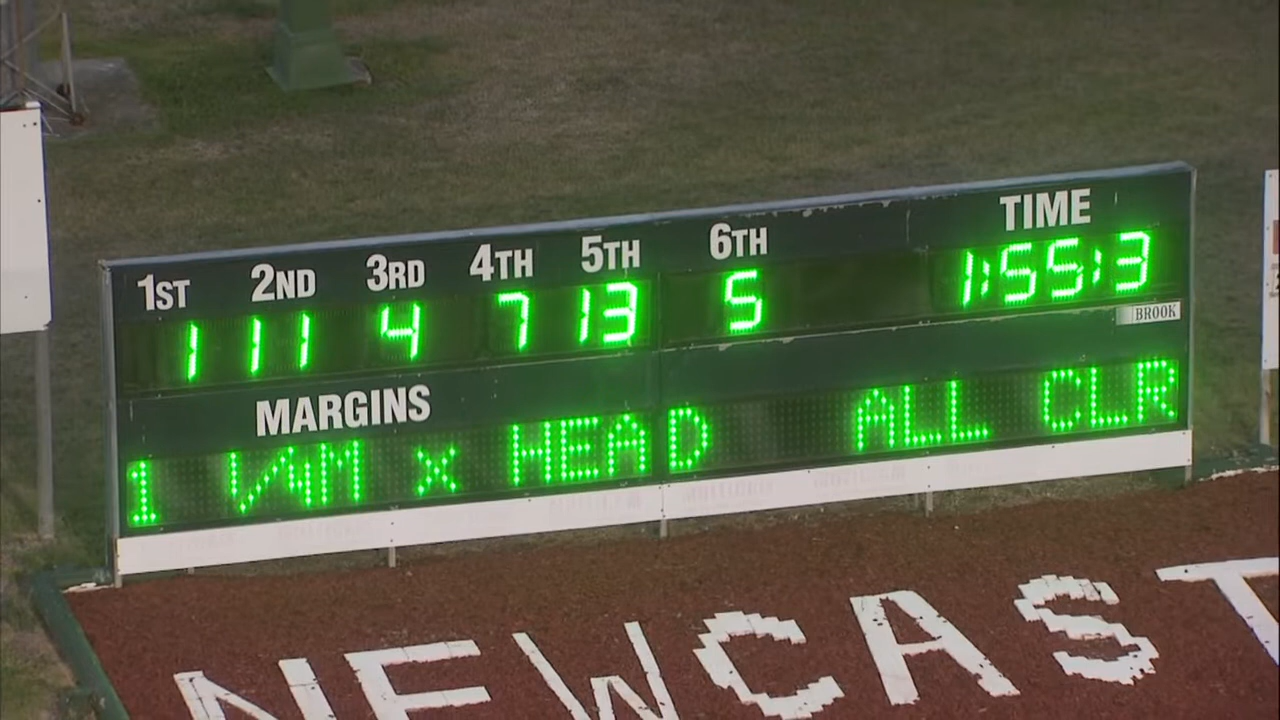 1ST 2ND 3RD 4TH 5TH 6TH TIME
1 11 4 7 13 5 1:55:3
BROOK
MARGINS
1 1/4M x HEAD ALL CLR
NEWCAST